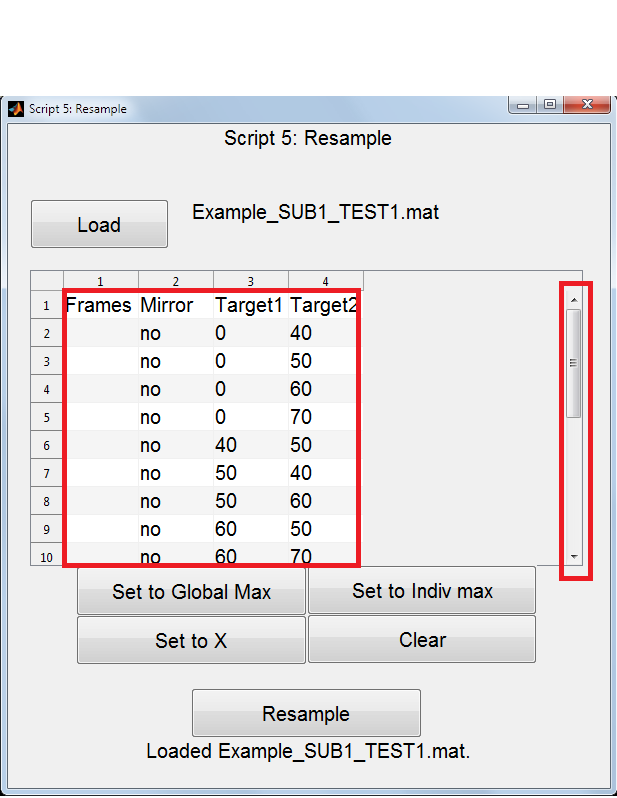 Script 5: Resample
Script 5: Resample
Load
Example_SUB1_TEST1.mat
1 2 3 4
1 Frames Mirror Target1 Target2
2 no 0 40
3 no 0 50
4 no 0 60
5 no 0 70
6 no 40 50
7 no 50 40
8 no 50 60
9 no 60 50
10 no 60 70
Set to Global Max Set to Indiv max
Set to X Clear
Resample
Loaded Example_SUB1_TEST1.mat.